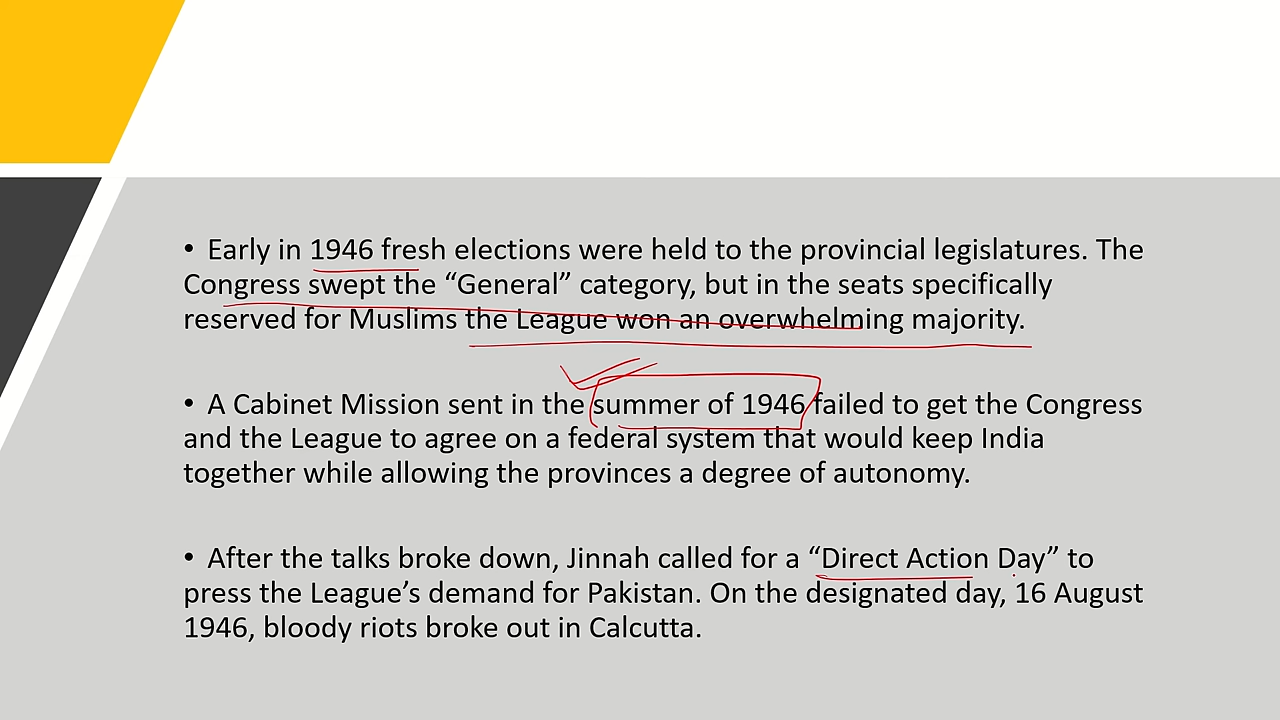 • Early in 1946 fresh elections were held to the provincial legislatures. The
Congress swept the “General” category, but in the seats specifically
reserved for Muslims the League won an overwhelming majority.
• A Cabinet Mission sent in the summer of 1946 failed to get the Congress
and the League to agree on a federal system that would keep India
together while allowing the provinces a degree of autonomy.
• After the talks broke down, Jinnah called for a “Direct Action Day” to
press the League’s demand for Pakistan. On the designated day, 16 August
1946, bloody riots broke out in Calcutta.